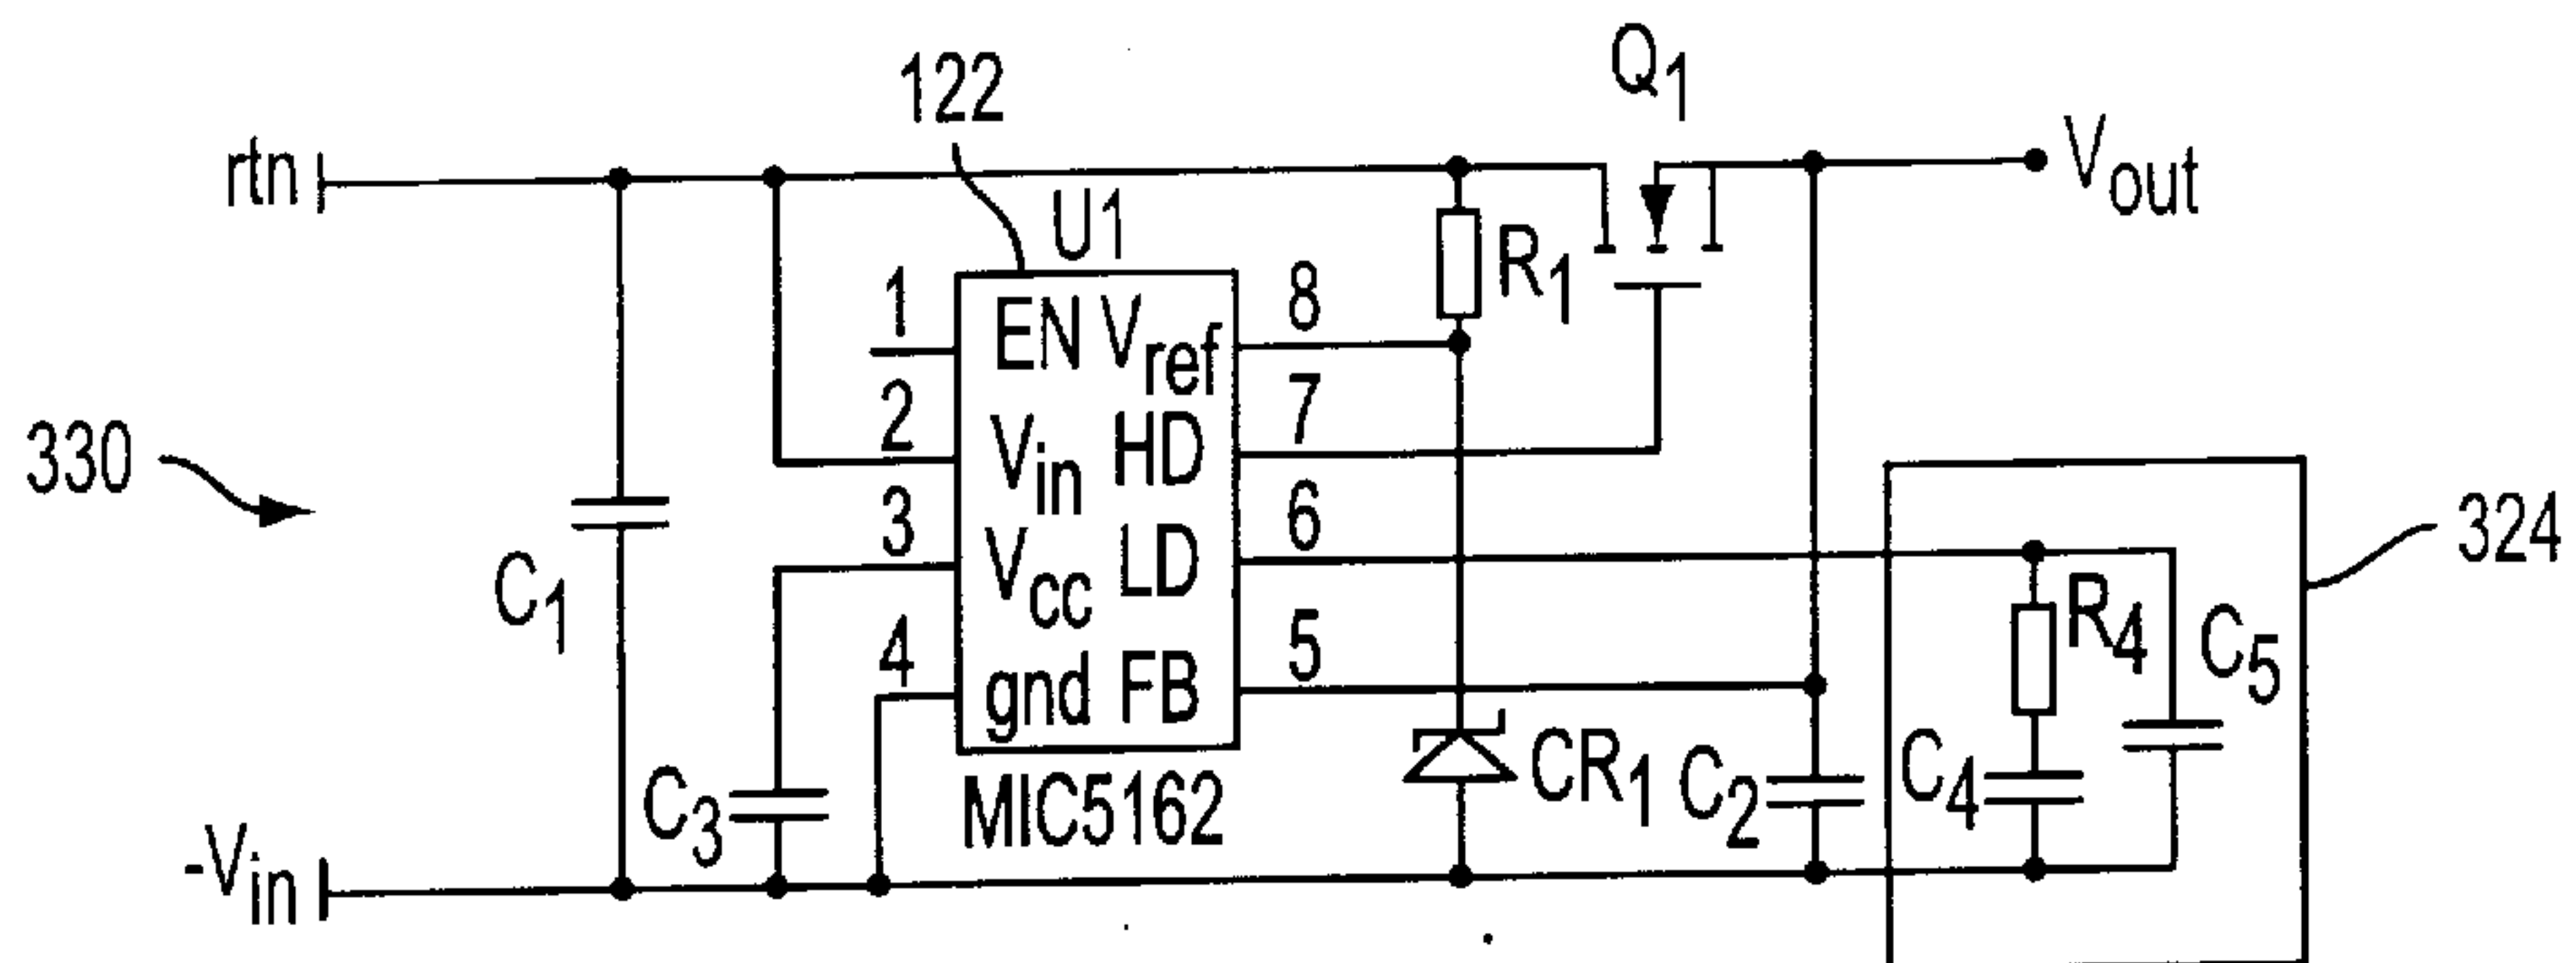 Q1
122
rtn
Vout
U1
R1
1 EN Vref 8
2 Vin HD 7
3 Vcc LD 6
4 gnd FB 5
330
324
C1
R4
C5
C3
MIC5162
CR1
C2
C4
-Vin